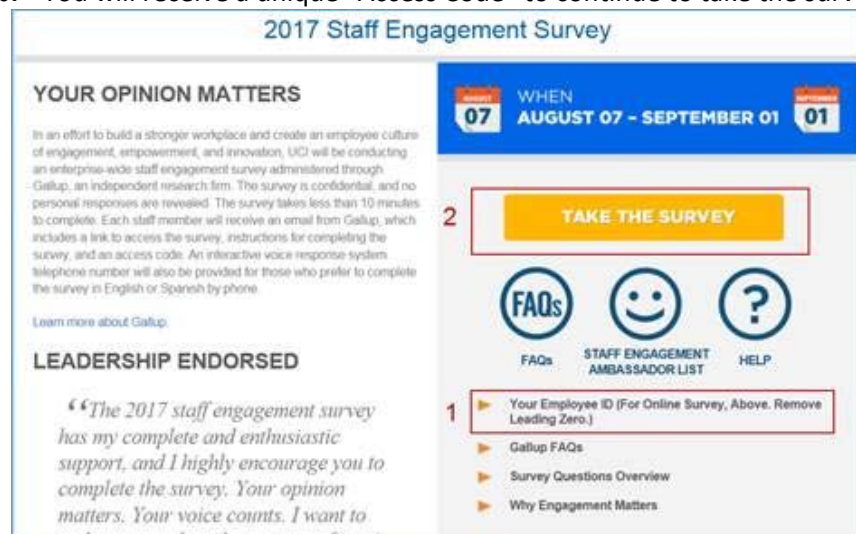 You will receive a unique "Access Code" to continue to take the
2017 Staff Engagement Survey
YOUR OPINION MATTERS
In an effort to build a stronger workplace and create an employee culture
of engagement, empowerment, and innovation, UCI will be conducting
an enterprise-wide staff engagement survey administered through
Gallup, an independent research firm. The survey is confidential, and no
personal responses are revealed. The survey takes less than 10 minutes
to complete. Each staff member will receive an email from Gallup, which
includes a link to access the survey, instructions for completing the
survey, and an access code. An interactive voice response system
telephone number will also be provided for those who prefer to complete
the survey in English or Spanish by phone.
Learn more about Gallup.
LEADERSHIP ENDORSED
“The 2017 staff engagement survey
has my complete and enthusiastic
support, and I highly encourage you to
complete the survey. Your opinion
matters. Your voice counts. I want to
AUGUST
07
WHEN
AUGUST 07 - SEPTEMBER 01
SEPTEMBER
01
2
TAKE THE SURVEY
FAQs
?
FAQs
STAFF ENGAGEMENT
AMBASSADOR LIST
HELP
1
Your Employee ID (For Online Survey, Above. Remove
Leading Zero.)
Gallup FAQs
Survey Questions Overview
Why Engagement Matters